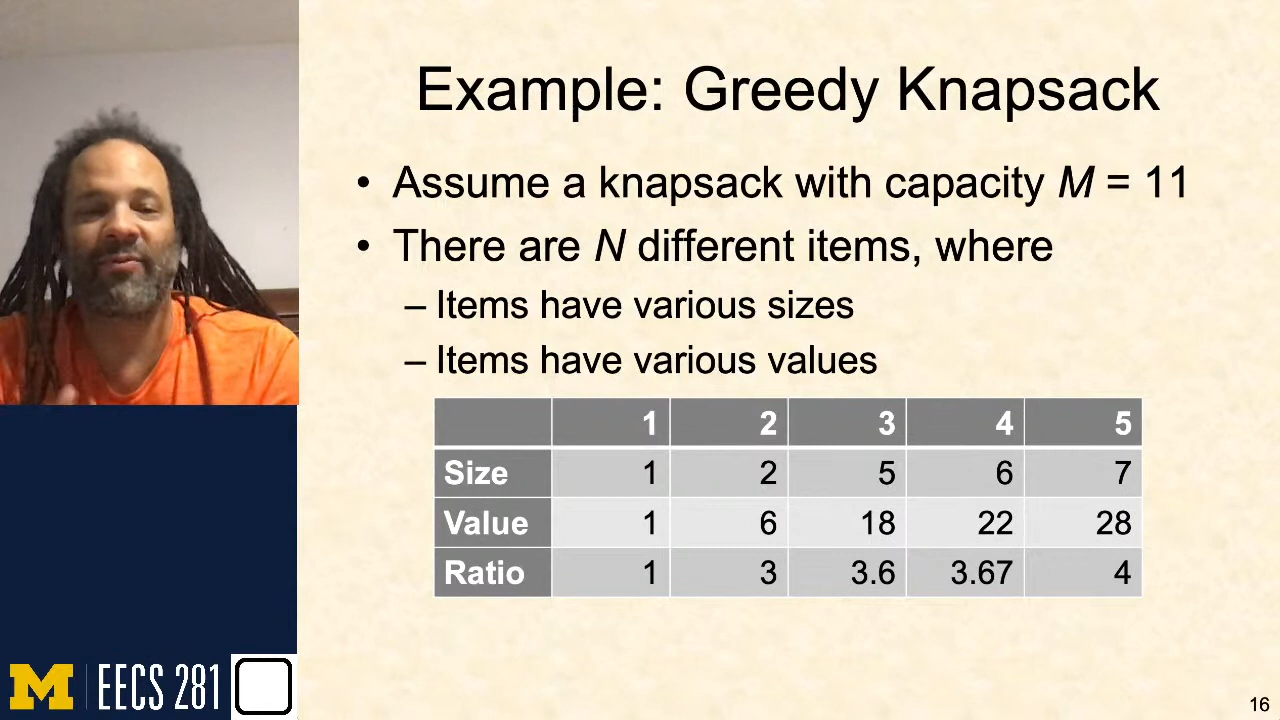 Example: Greedy Knapsack
• Assume a knapsack with capacity M = 11
• There are N different items, where
– Items have various sizes
– Items have various values
1 2 3 4 5
Size 1 2 5 6 7
Value 1 6 18 22 28
Ratio 1 3 3.6 3.67 4
M EECS 281
16